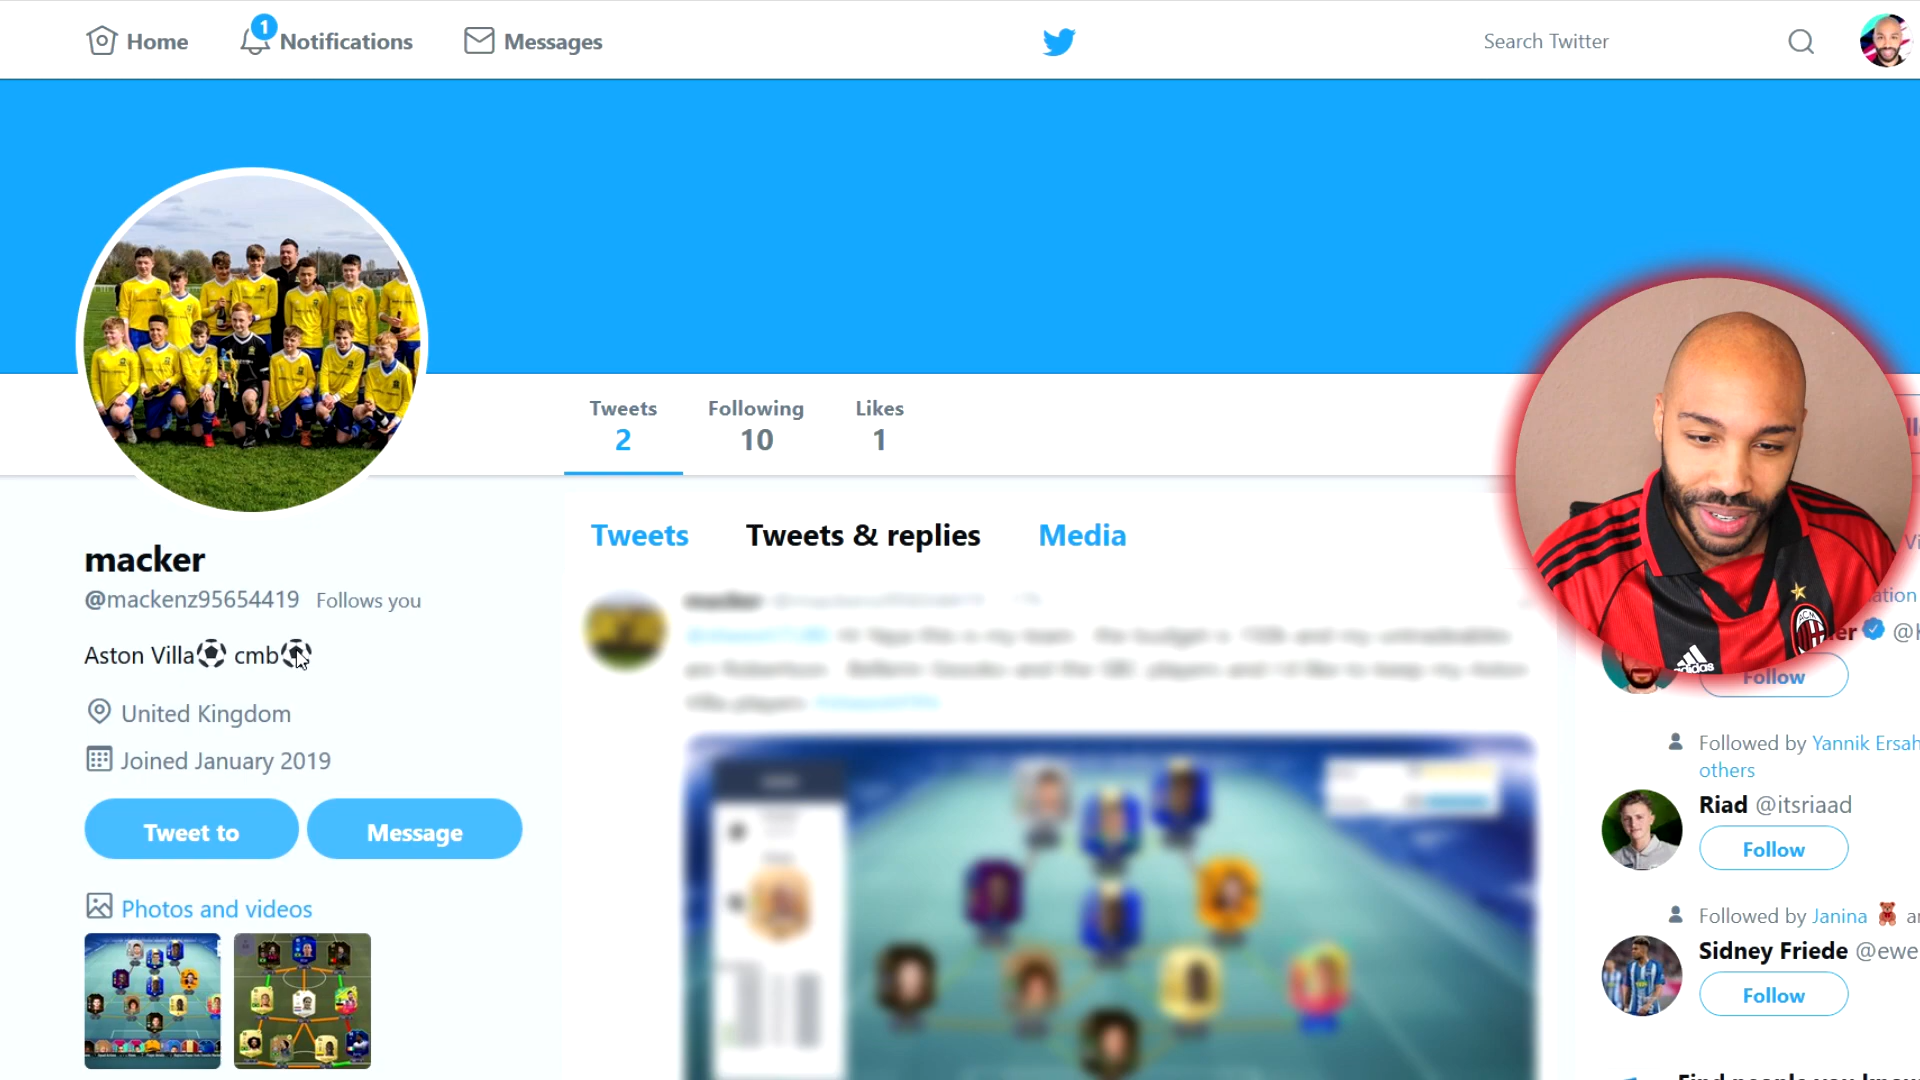 Home
1
Notifications
Messages
Search Twitter
Tweets
2
Following
10
Likes
1
macker
@mackenz95654419 Follows you
Aston Villa⚽ cmb⚽
United Kingdom
Joined January 2019
Tweet to
Message
Photos and videos
Tweets
Tweets & replies
Media
adidas
ACM
Follow
Followed by Yannik Ersah
others
Riad @itsriaad
Follow
Followed by Janina 🧸 a
Sidney Friede @ewe
Follow